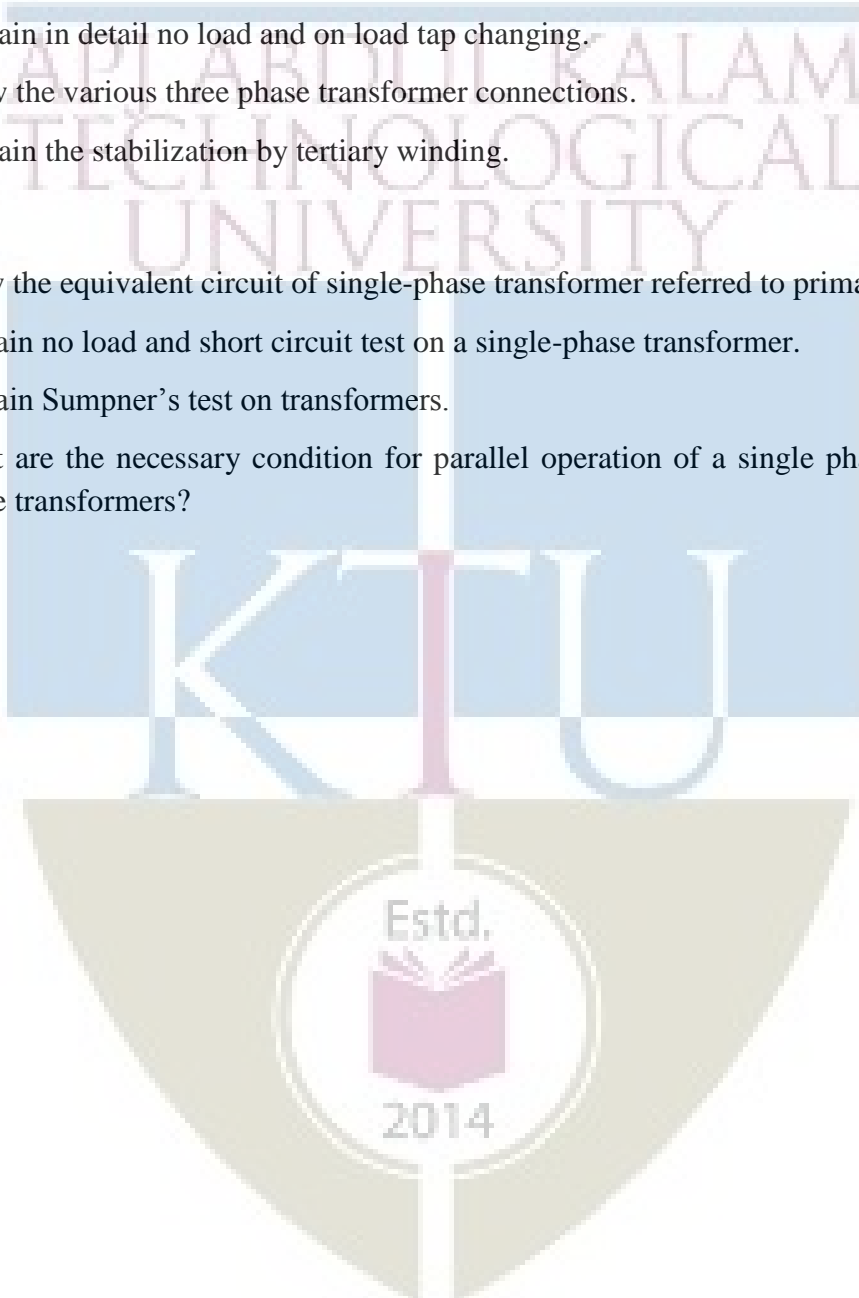 ain in detail no load and on load tap changing.
API ABDUL KALAM
y the various three phase transformer connections.
TECHNOLOGICAL
ain the stabilization by tertiary winding.
UNIVERSITY
y the equivalent circuit of single-phase transformer referred to prima
ain no load and short circuit test on a single-phase transformer.
ain Sumpner’s test on transformers.
t are the necessary condition for parallel operation of a single pha
e transformers?
KTU
Estd.
2014